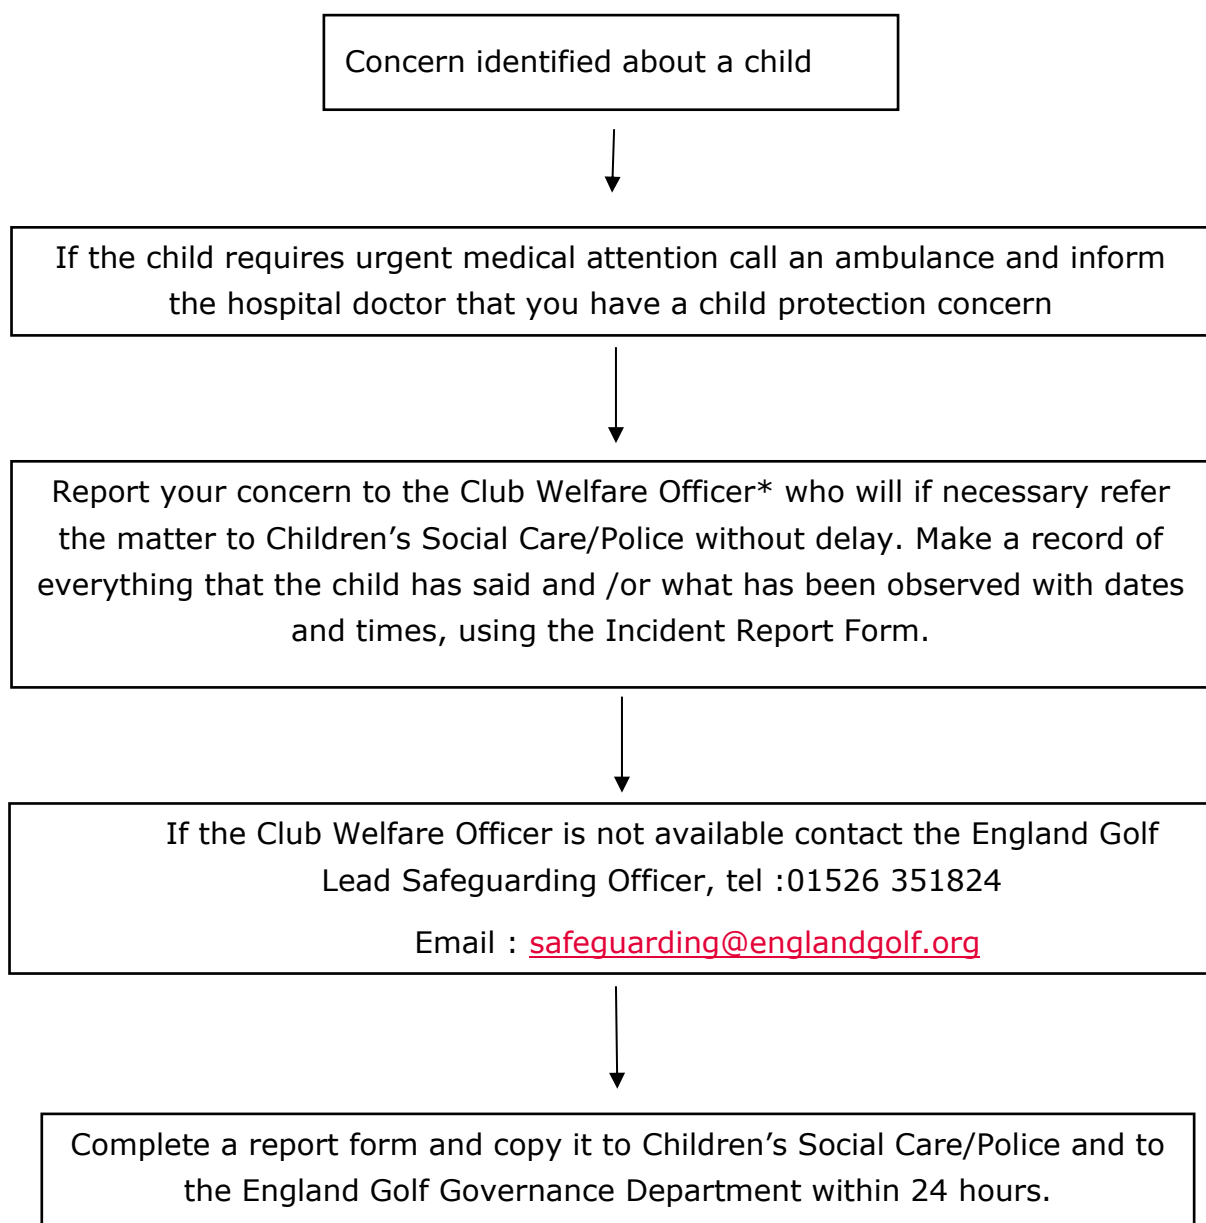 Concern identified about a child
If the child requires urgent medical attention call an ambulance and inform
the hospital doctor that you have a child protection concern
Report your concern to the Club Welfare Officer* who will if necessary refer
the matter to Children’s Social Care/Police without delay. Make a record of
everything that the child has said and /or what has been observed with dates
and times, using the Incident Report Form.
If the Club Welfare Officer is not available contact the England Golf
Lead Safeguarding Officer, tel :01526 351824
Email : safeguarding@englandgolf.org
Complete a report form and copy it to Children’s Social Care/Police and to
the England Golf Governance Department within 24 hours.